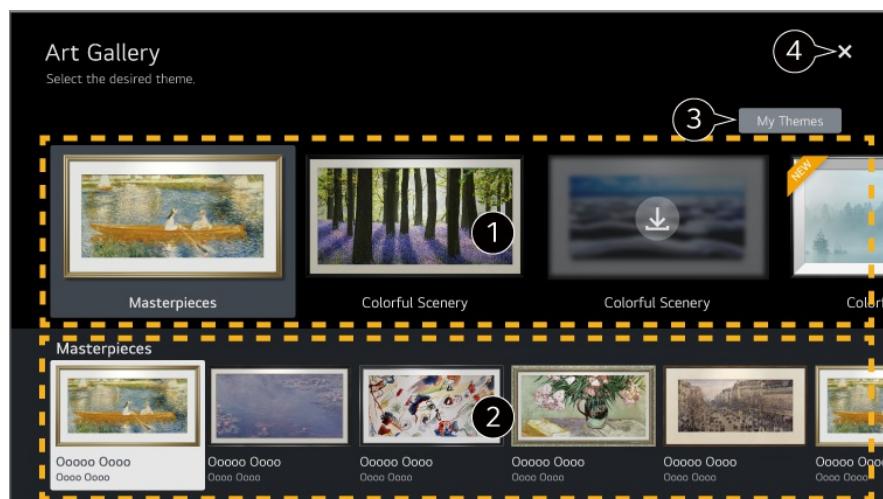 Art Gallery
Select the desired theme.
4
3
My Themes
NEW
1
Masterpieces
Colorful Scenery
Colorful Scenery
Color
Masterpieces
2
Ooooo Oooo
Ooooo Oooo
Ooooo Oooo
Ooooo Oooo
Ooooo Oooo
Ooooo Oo
Oooo Oooo
Oooo Oooo
Oooo Oooo
Oooo Oooo
Oooo Oooo
Oooo Oooo